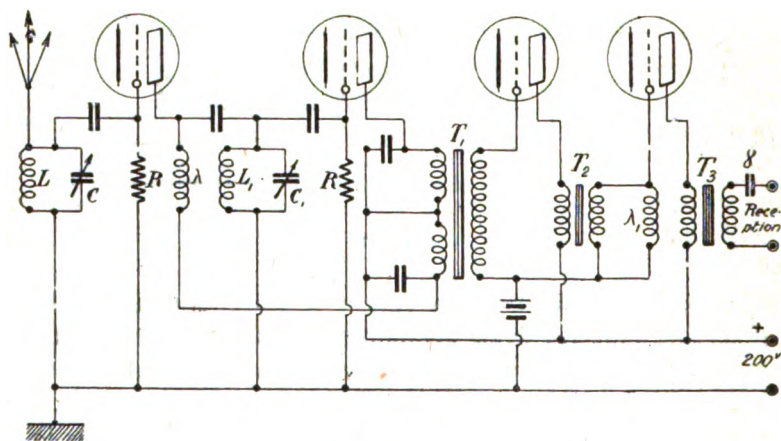 L
C
R
λ
L₁
C₁
R
T₁
T₂
λ₁
T₃
8
Rece-
ption
+
200ᵛ